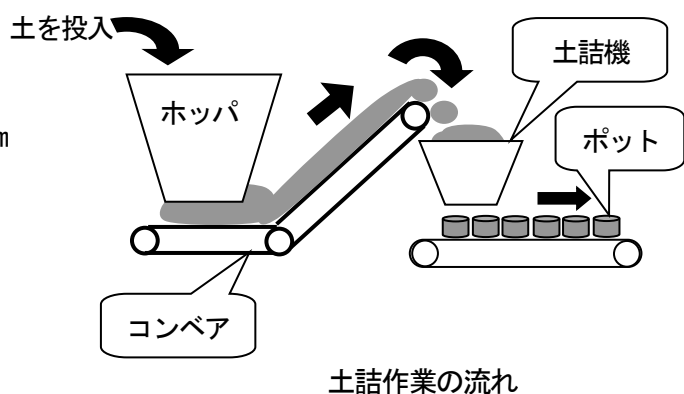 土を投入
ホッパ
土詰機
m
ポット
コンベア
土詰作業の流れ